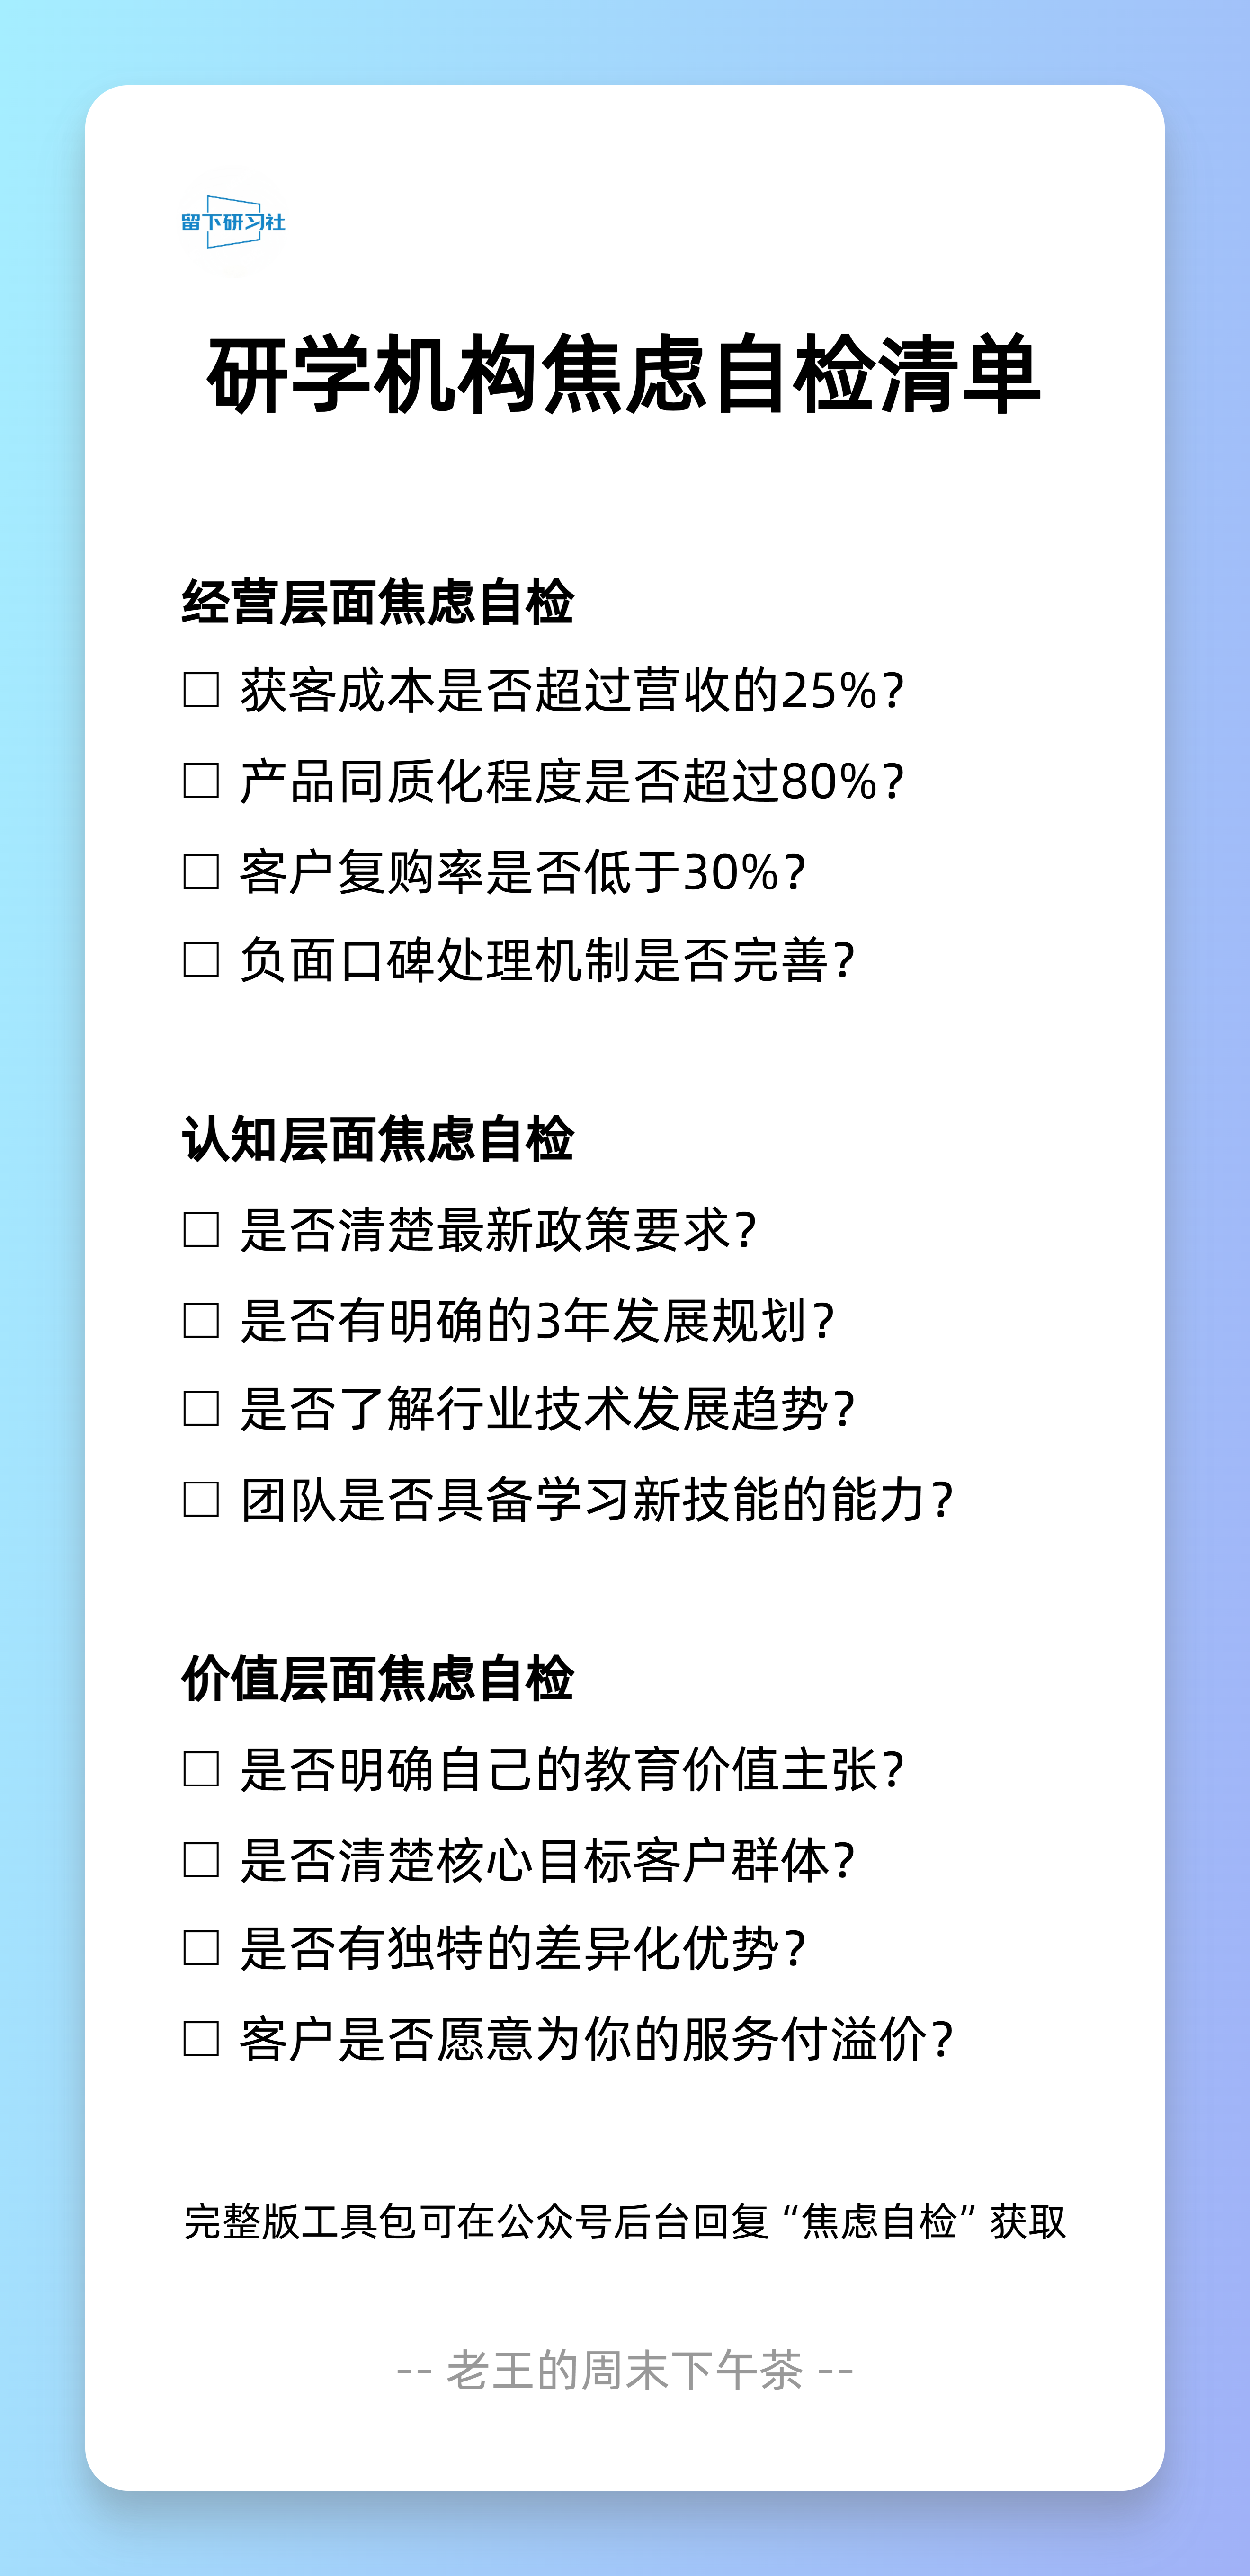 留下研习社
研学机构焦虑自检清单
经营层面焦虑自检
□ 获客成本是否超过营收的25%?
□ 产品同质化程度是否超过80%?
□ 客户复购率是否低于30%?
□ 负面口碑处理机制是否完善?
认知层面焦虑自检
□ 是否清楚最新政策要求?
□ 是否有明确的3年发展规划?
□ 是否了解行业技术发展趋势?
□ 团队是否具备学习新技能的能力?
价值层面焦虑自检
□ 是否明确自己的教育价值主张?
□ 是否清楚核心目标客户群体?
□ 是否有独特的差异化优势?
□ 客户是否愿意为你的服务付溢价?
完整版工具包可在公众号后台回复 “焦虑自检” 获取
-- 老王的周末下午茶 --